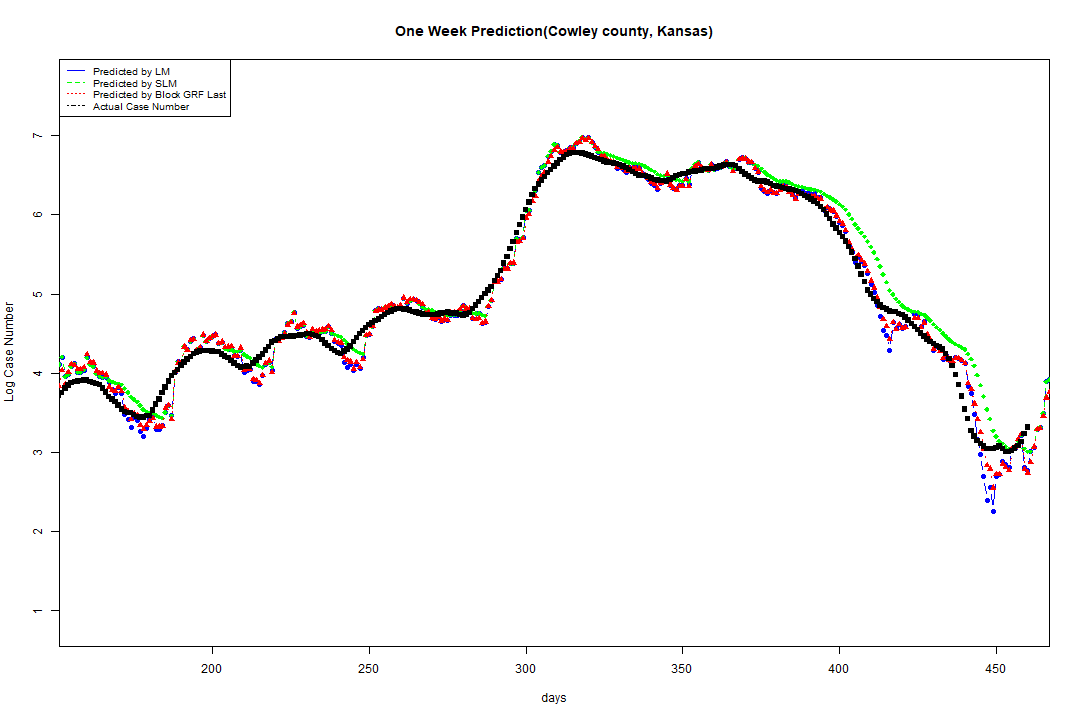 One Week Prediction(Cowley county, Kansas)
Predicted by LM
Predicted by SLM
Predicted by Block GRF Last
Actual Case Number
7
6
5
4
3
2
1
Log Case Number
200 250 300 350 400 450
days